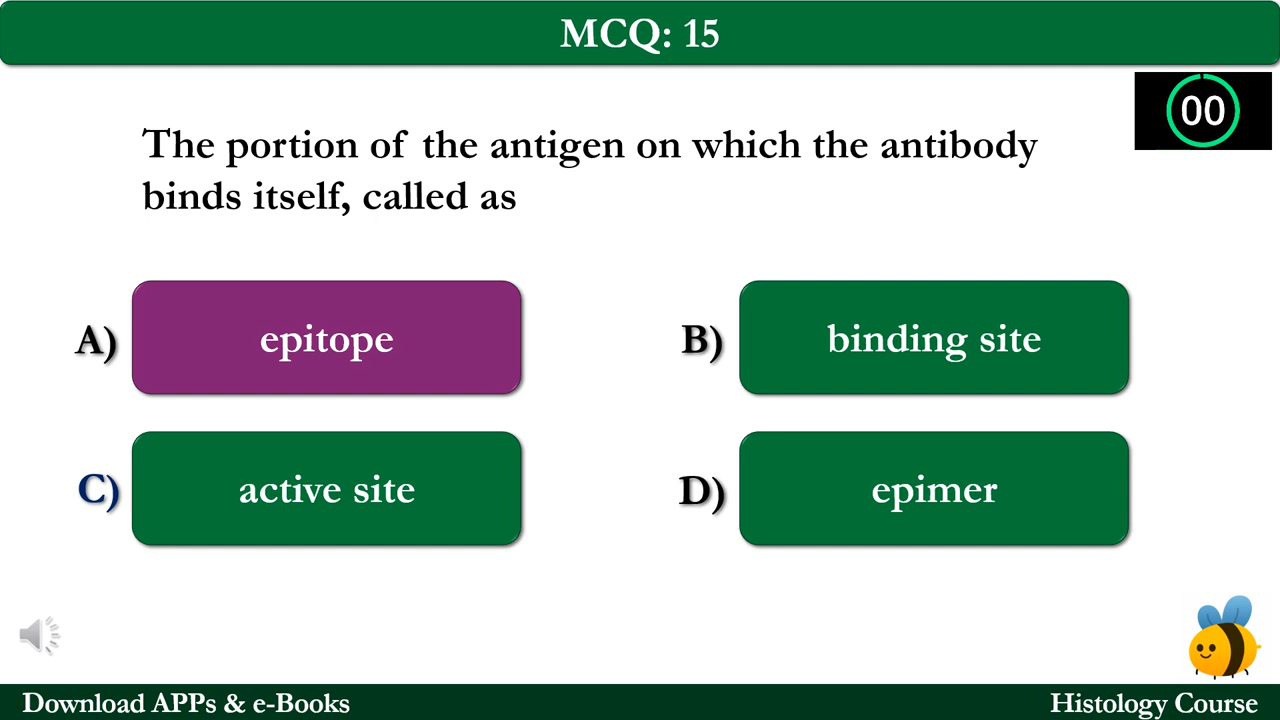 MCQ: 15
00
The portion of the antigen on which the antibody
binds itself, called as
A) epitope
B) binding site
C) active site
D) epimer
Download APPs & e-Books
Histology Course